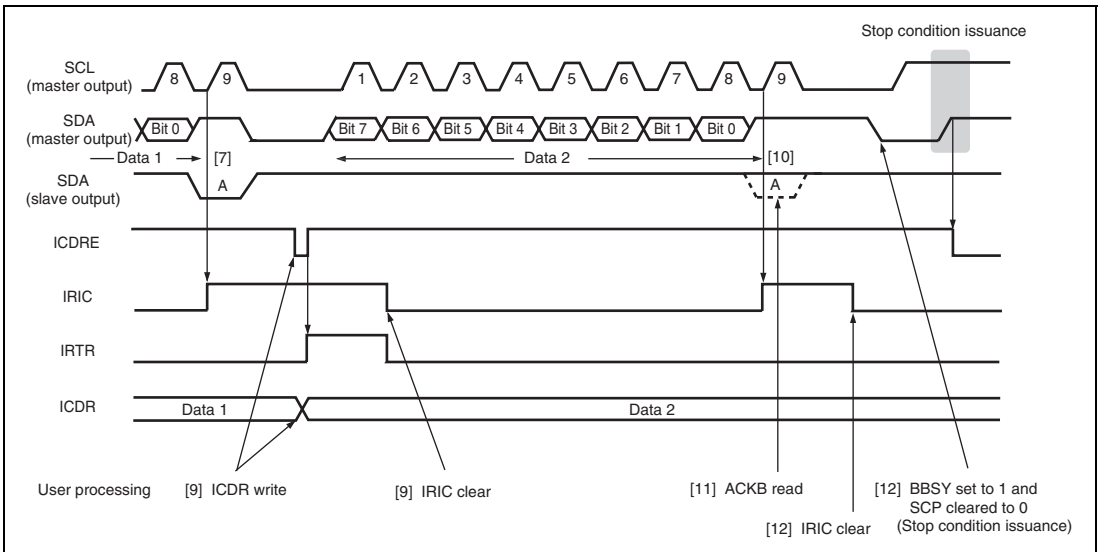 Stop condition issuance
SCL
(master output)
8 9 1 2 3 4 5 6 7 8 9
SDA
(master output)
Bit 0 Bit 7 Bit 6 Bit 5 Bit 4 Bit 3 Bit 2 Bit 1 Bit 0
Data 1 [7] Data 2 [10]
SDA
(slave output)
A A
ICDRE
IRIC
IRTR
ICDR
Data 1 Data 2
User processing [9] ICDR write [9] IRIC clear [11] ACKB read [12] BBSY set to 1 and
SCP cleared to 0
(Stop condition issuance)
[12] IRIC clear